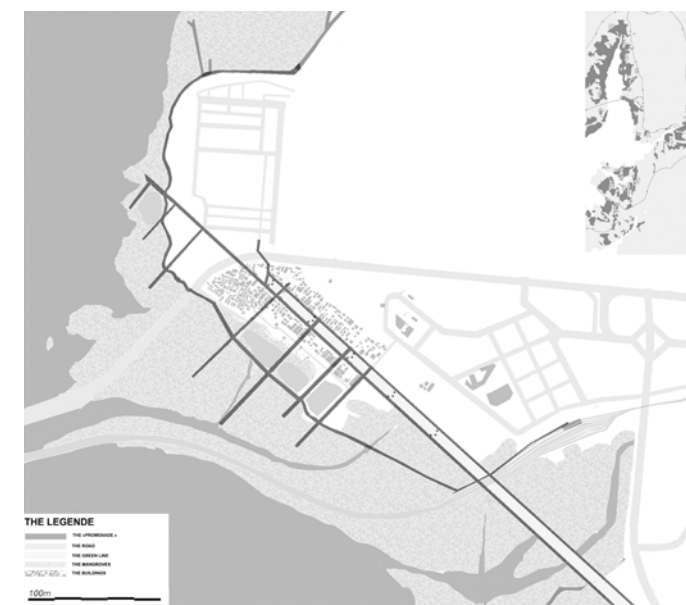 THE LEGENDE
THE «PROMENADE »
THE ROAD
THE GREEN LINE
THE MANGROVES
THE BUILDINGS
100m